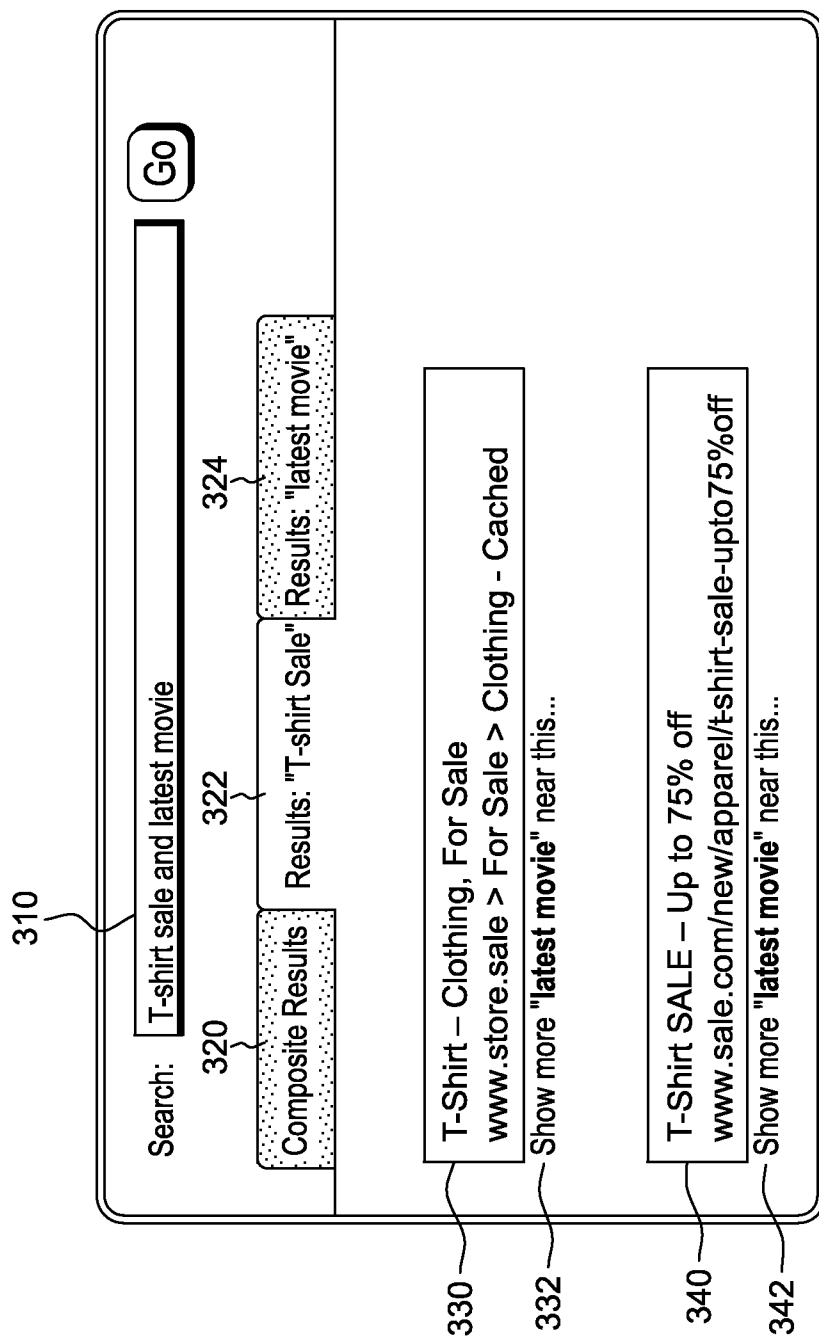 310
Search:
T-shirt sale and latest movie
Go
320
322
324
Composite Results
Results: "T-shirt Sale"
Results: "latest movie"
330
T-Shirt – Clothing, For Sale
www.store.sale > For Sale > Clothing - Cached
332
Show more "latest movie" near this...
340
T-Shirt SALE – Up to 75% off
www.sale.com/new/apparel/t-shirt-sale-upto75%off
342
Show more "latest movie" near this...